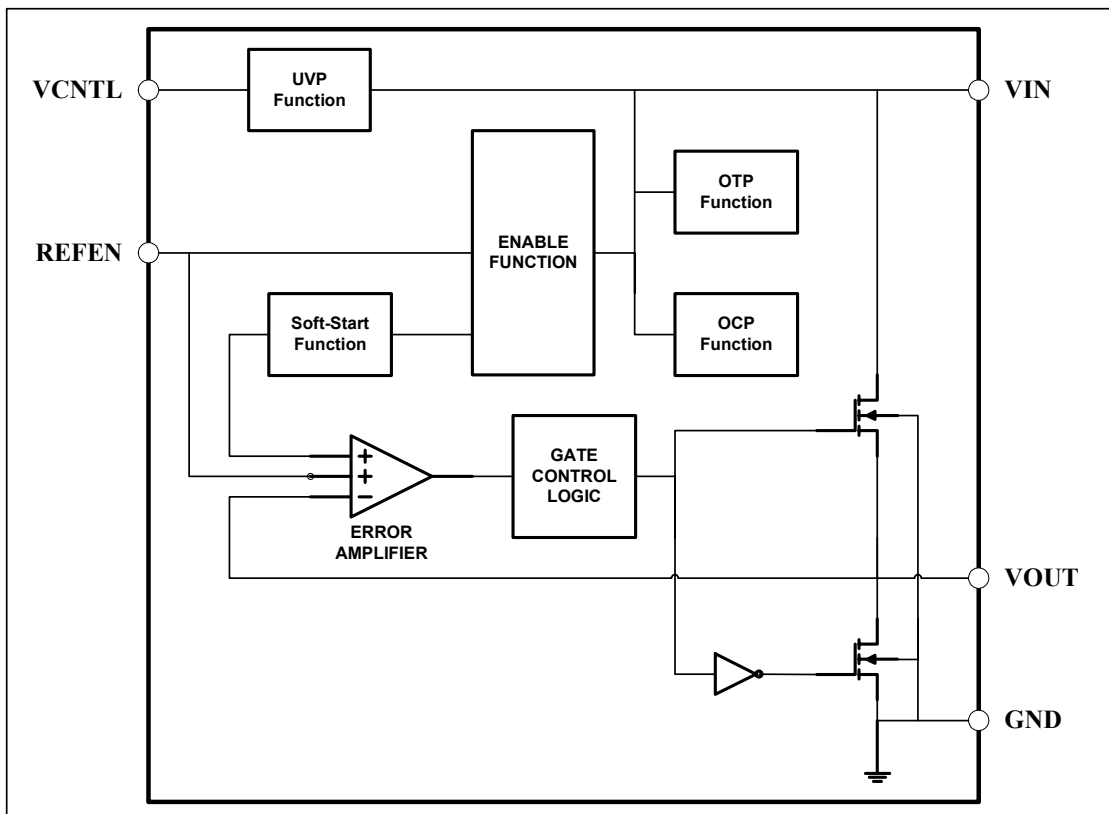 UVP
Function
VCNTL
VIN
OTP
Function
REFEN
ENABLE
FUNCTION
Soft-Start
Function
OCP
Function
+
+
−
GATE
CONTROL
LOGIC
ERROR
AMPLIFIER
VOUT
GND